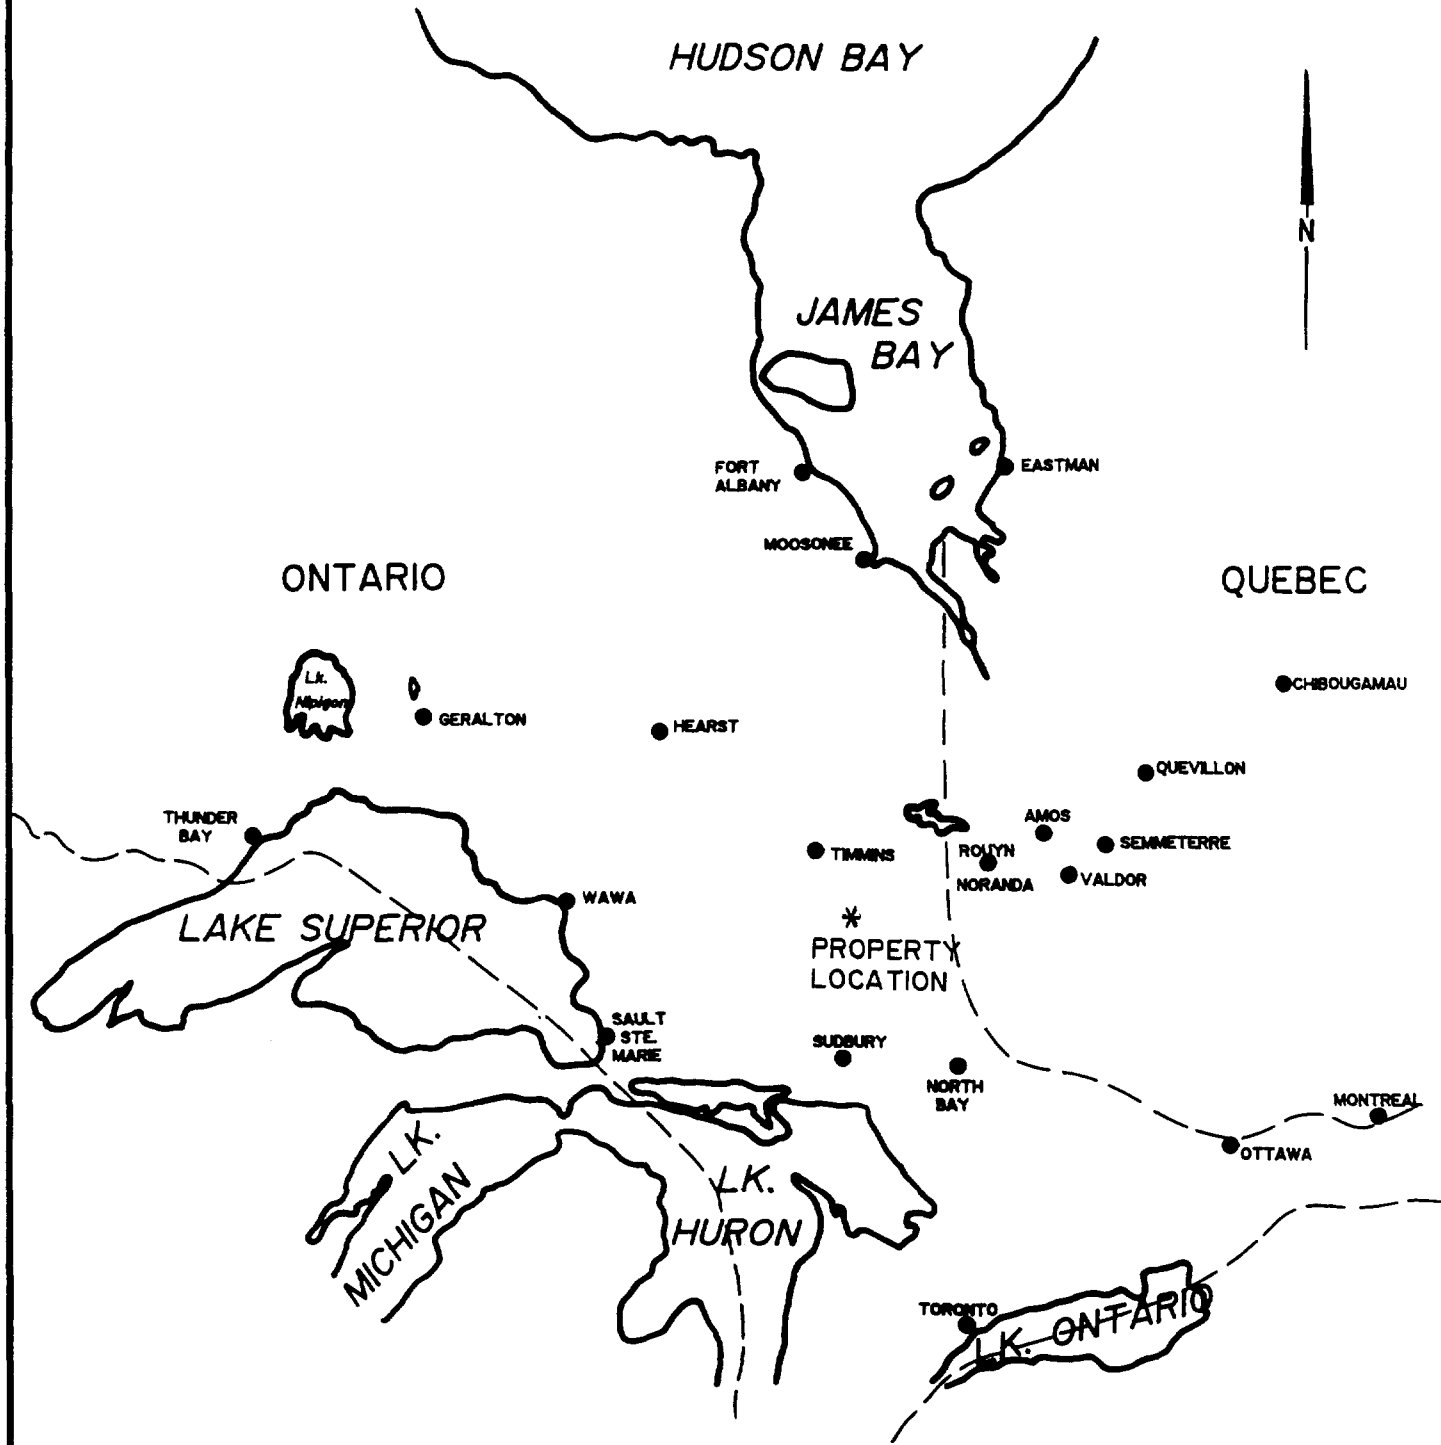 HUDSON BAY
N
JAMES
BAY
FORT
ALBANY
EASTMAN
MOOSONEE
ONTARIO
QUEBEC
Lk.
Nipigon
GERALTON
HEARST
CHIBOUGAMAU
QUEVILLON
THUNDER
BAY
AMOS
TIMMINS
ROUYN
NORANDA
SEMMETERRE
VALDOR
WAWA
LAKE SUPERIOR
*
PROPERTY
LOCATION
SAULT
STE.
MARIE
SUDBURY
NORTH
BAY
MONTREAL
OTTAWA
LK.
MICHIGAN
LK.
HURON
TORONTO
LK. ONTARIO